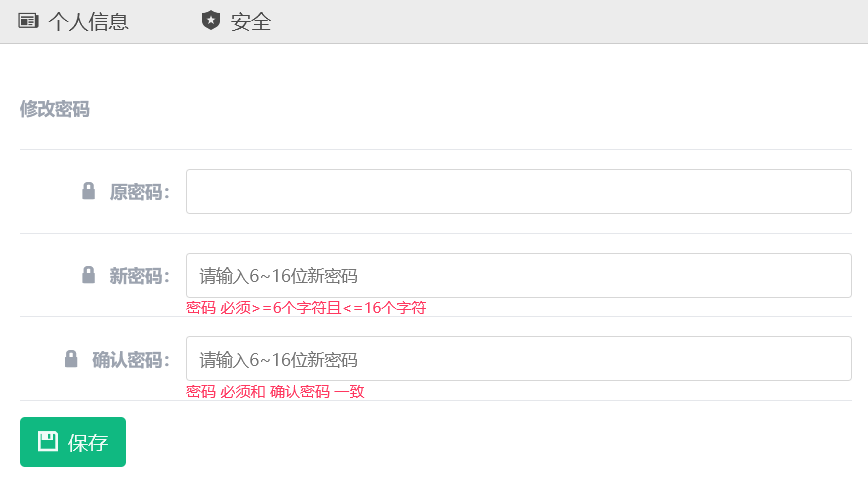 个人信息 安全
修改密码
原密码：
新密码： 请输入6~16位新密码
密码 必须>=6个字符且<=16个字符
确认密码： 请输入6~16位新密码
密码 必须和 确认密码 一致
保存